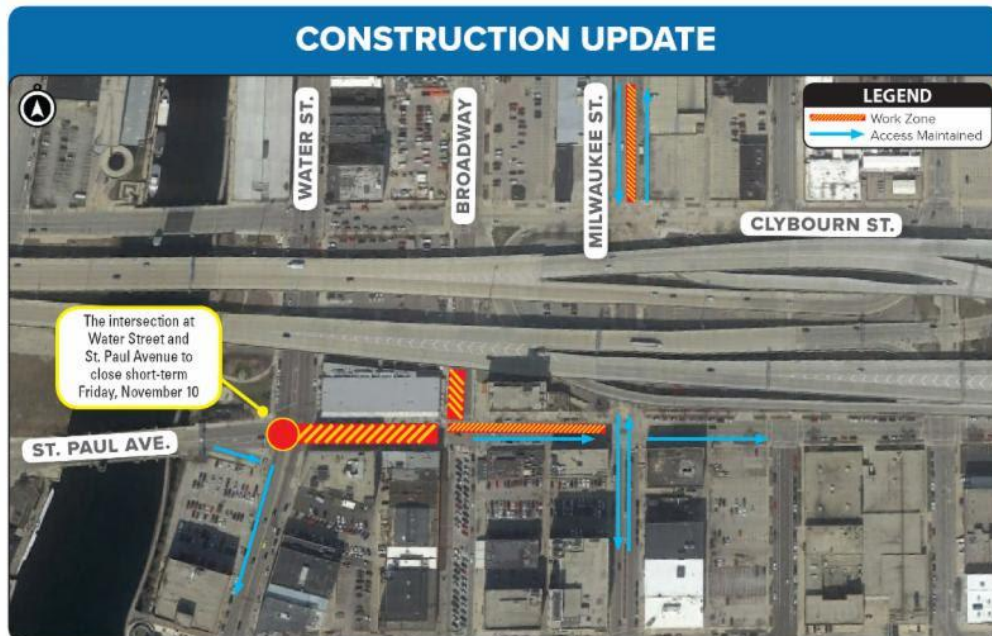 CONSTRUCTION UPDATE
WATER ST.
BROADWAY
MILWAUKEE ST.
LEGEND
Work Zone
Access Maintained
CLYBOURN ST.
The intersection at
Water Street and
St. Paul Avenue to
close short-term
Friday, November 10
ST. PAUL AVE.